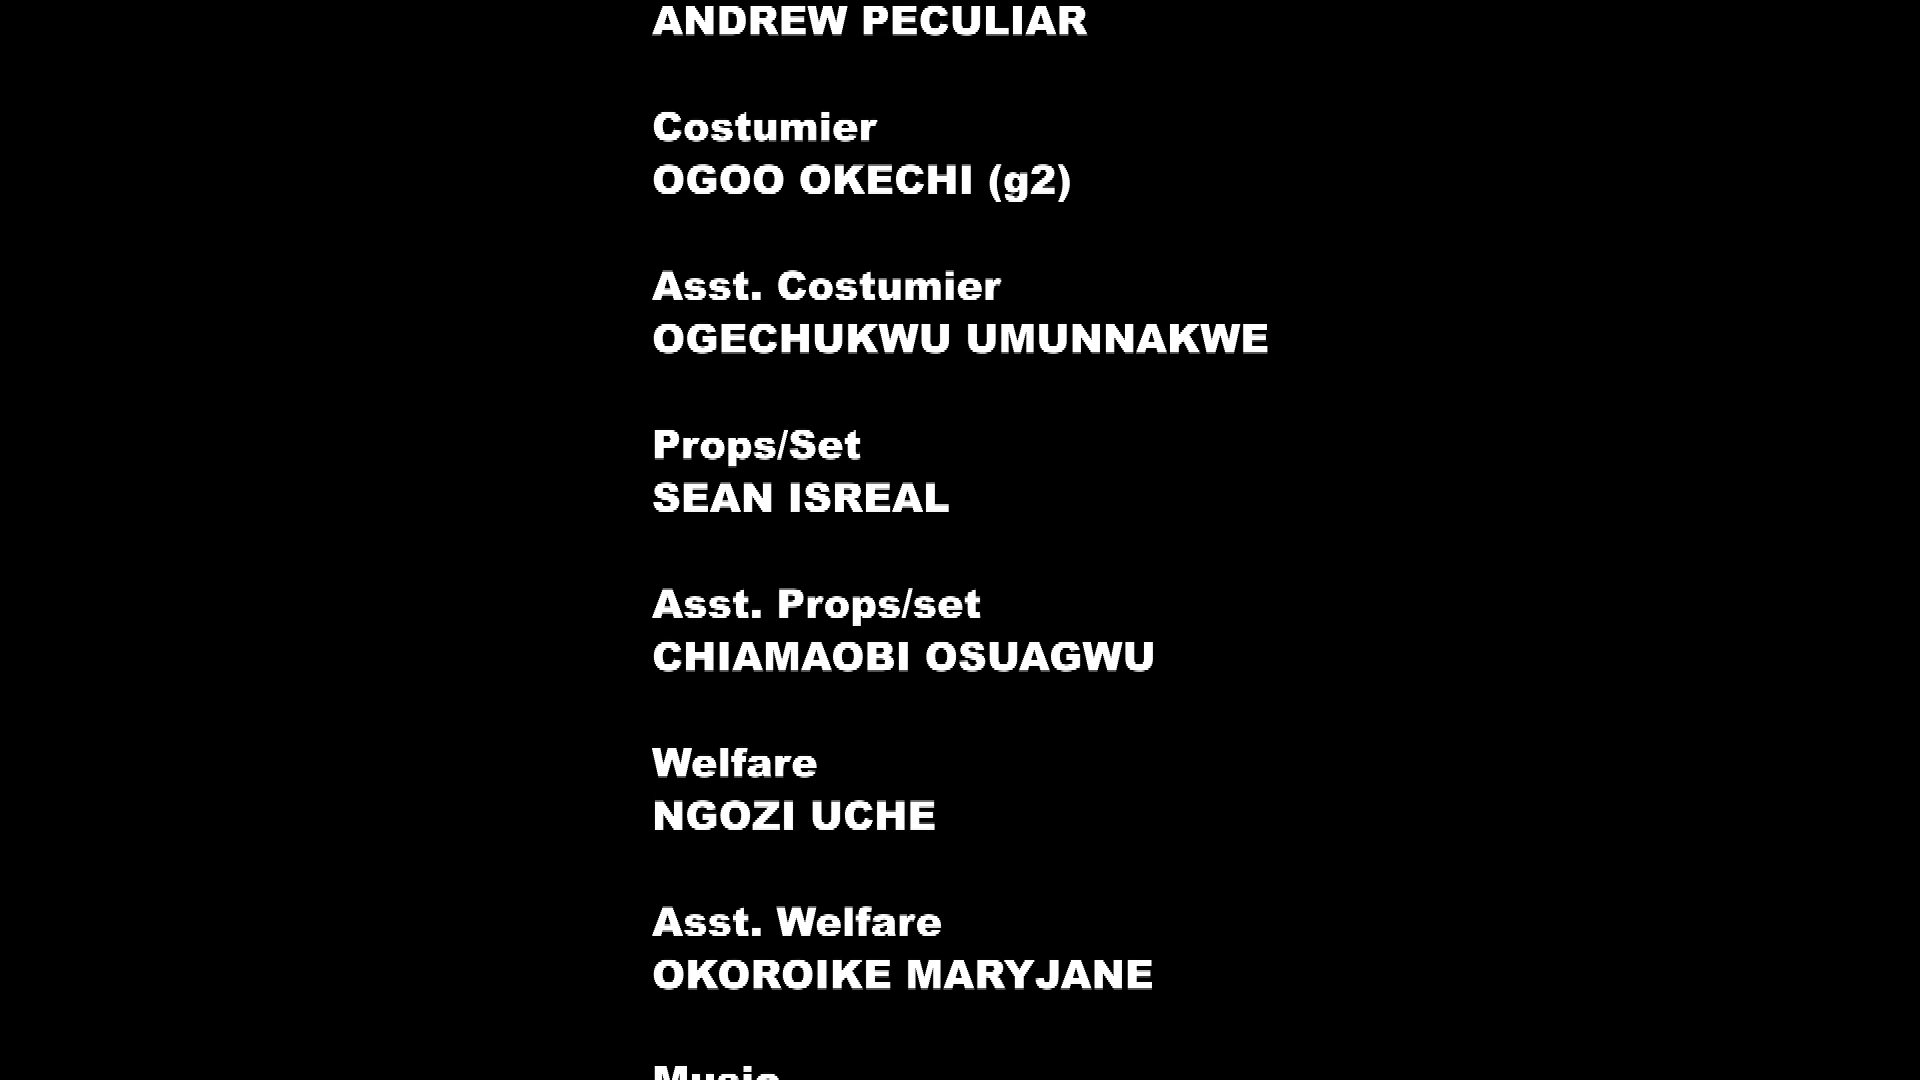 ANDREW PECULIAR
Costumier
OGOO OKECHI (g2)
Asst. Costumier
OGECHUKWU UMUNNAKWE
Props/Set
SEAN ISREAL
Asst. Props/set
CHIAMAOBI OSUAGWU
Welfare
NGOZI UCHE
Asst. Welfare
OKOROIKE MARYJANE
Music